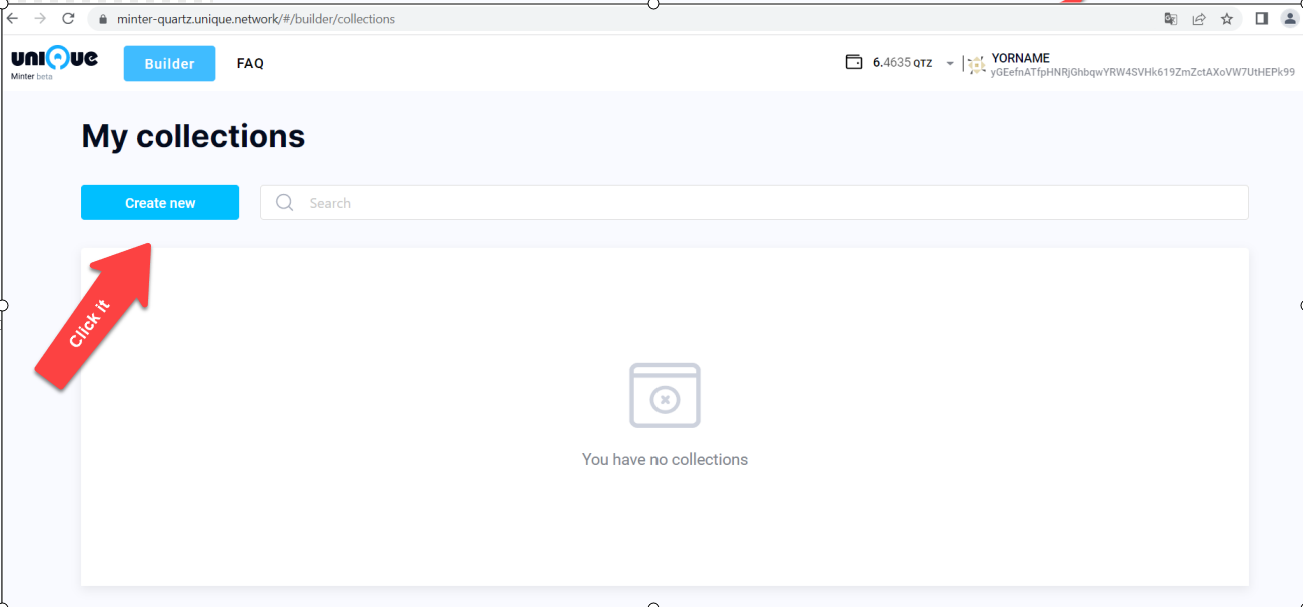 minter-quartz.unique.network/#/builder/collections
unique
Minter beta
Builder
FAQ
6.4635 QTZ
YORNAME
yGEefnATfpHNRjGhbqwYRW4SVHk619ZmZctAXoVW7UtHEPk99
My collections
Create new
Search
Click it
You have no collections